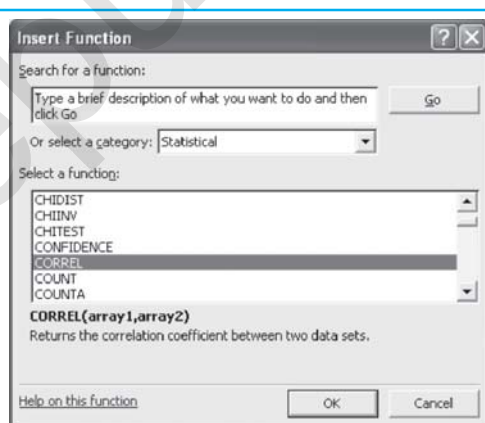 Insert Function
Search for a function:
Type a brief description of what you want to do and then
click Go
Go
Or select a category: Statistical
Select a function:
CHIDIST
CHIINV
CHITEST
CONFIDENCE
CORREL
COUNT
COUNTA
CORREL(array1,array2)
Returns the correlation coefficient between two data sets.
Help on this function
OK
Cancel